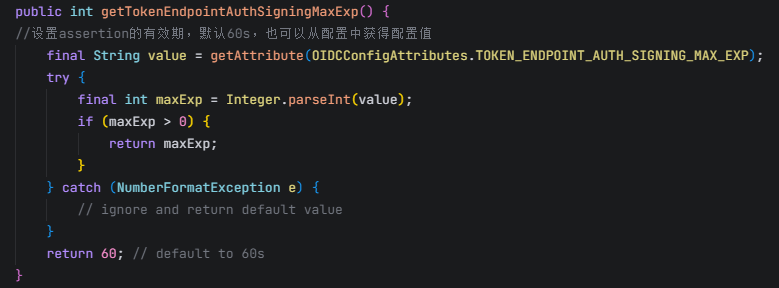 public int getTokenEndpointAuthSigningMaxExp() {
//设置assertion的有效期，默认60s，也可以从配置中获得配置值
    final String value = getAttribute(OIDCConfigAttributes.TOKEN_ENDPOINT_AUTH_SIGNING_MAX_EXP);
    try {
        final int maxExp = Integer.parseInt(value);
        if (maxExp > 0) {
            return maxExp;
        }
    } catch (NumberFormatException e) {
        // ignore and return default value
    }
    return 60; // default to 60s
}